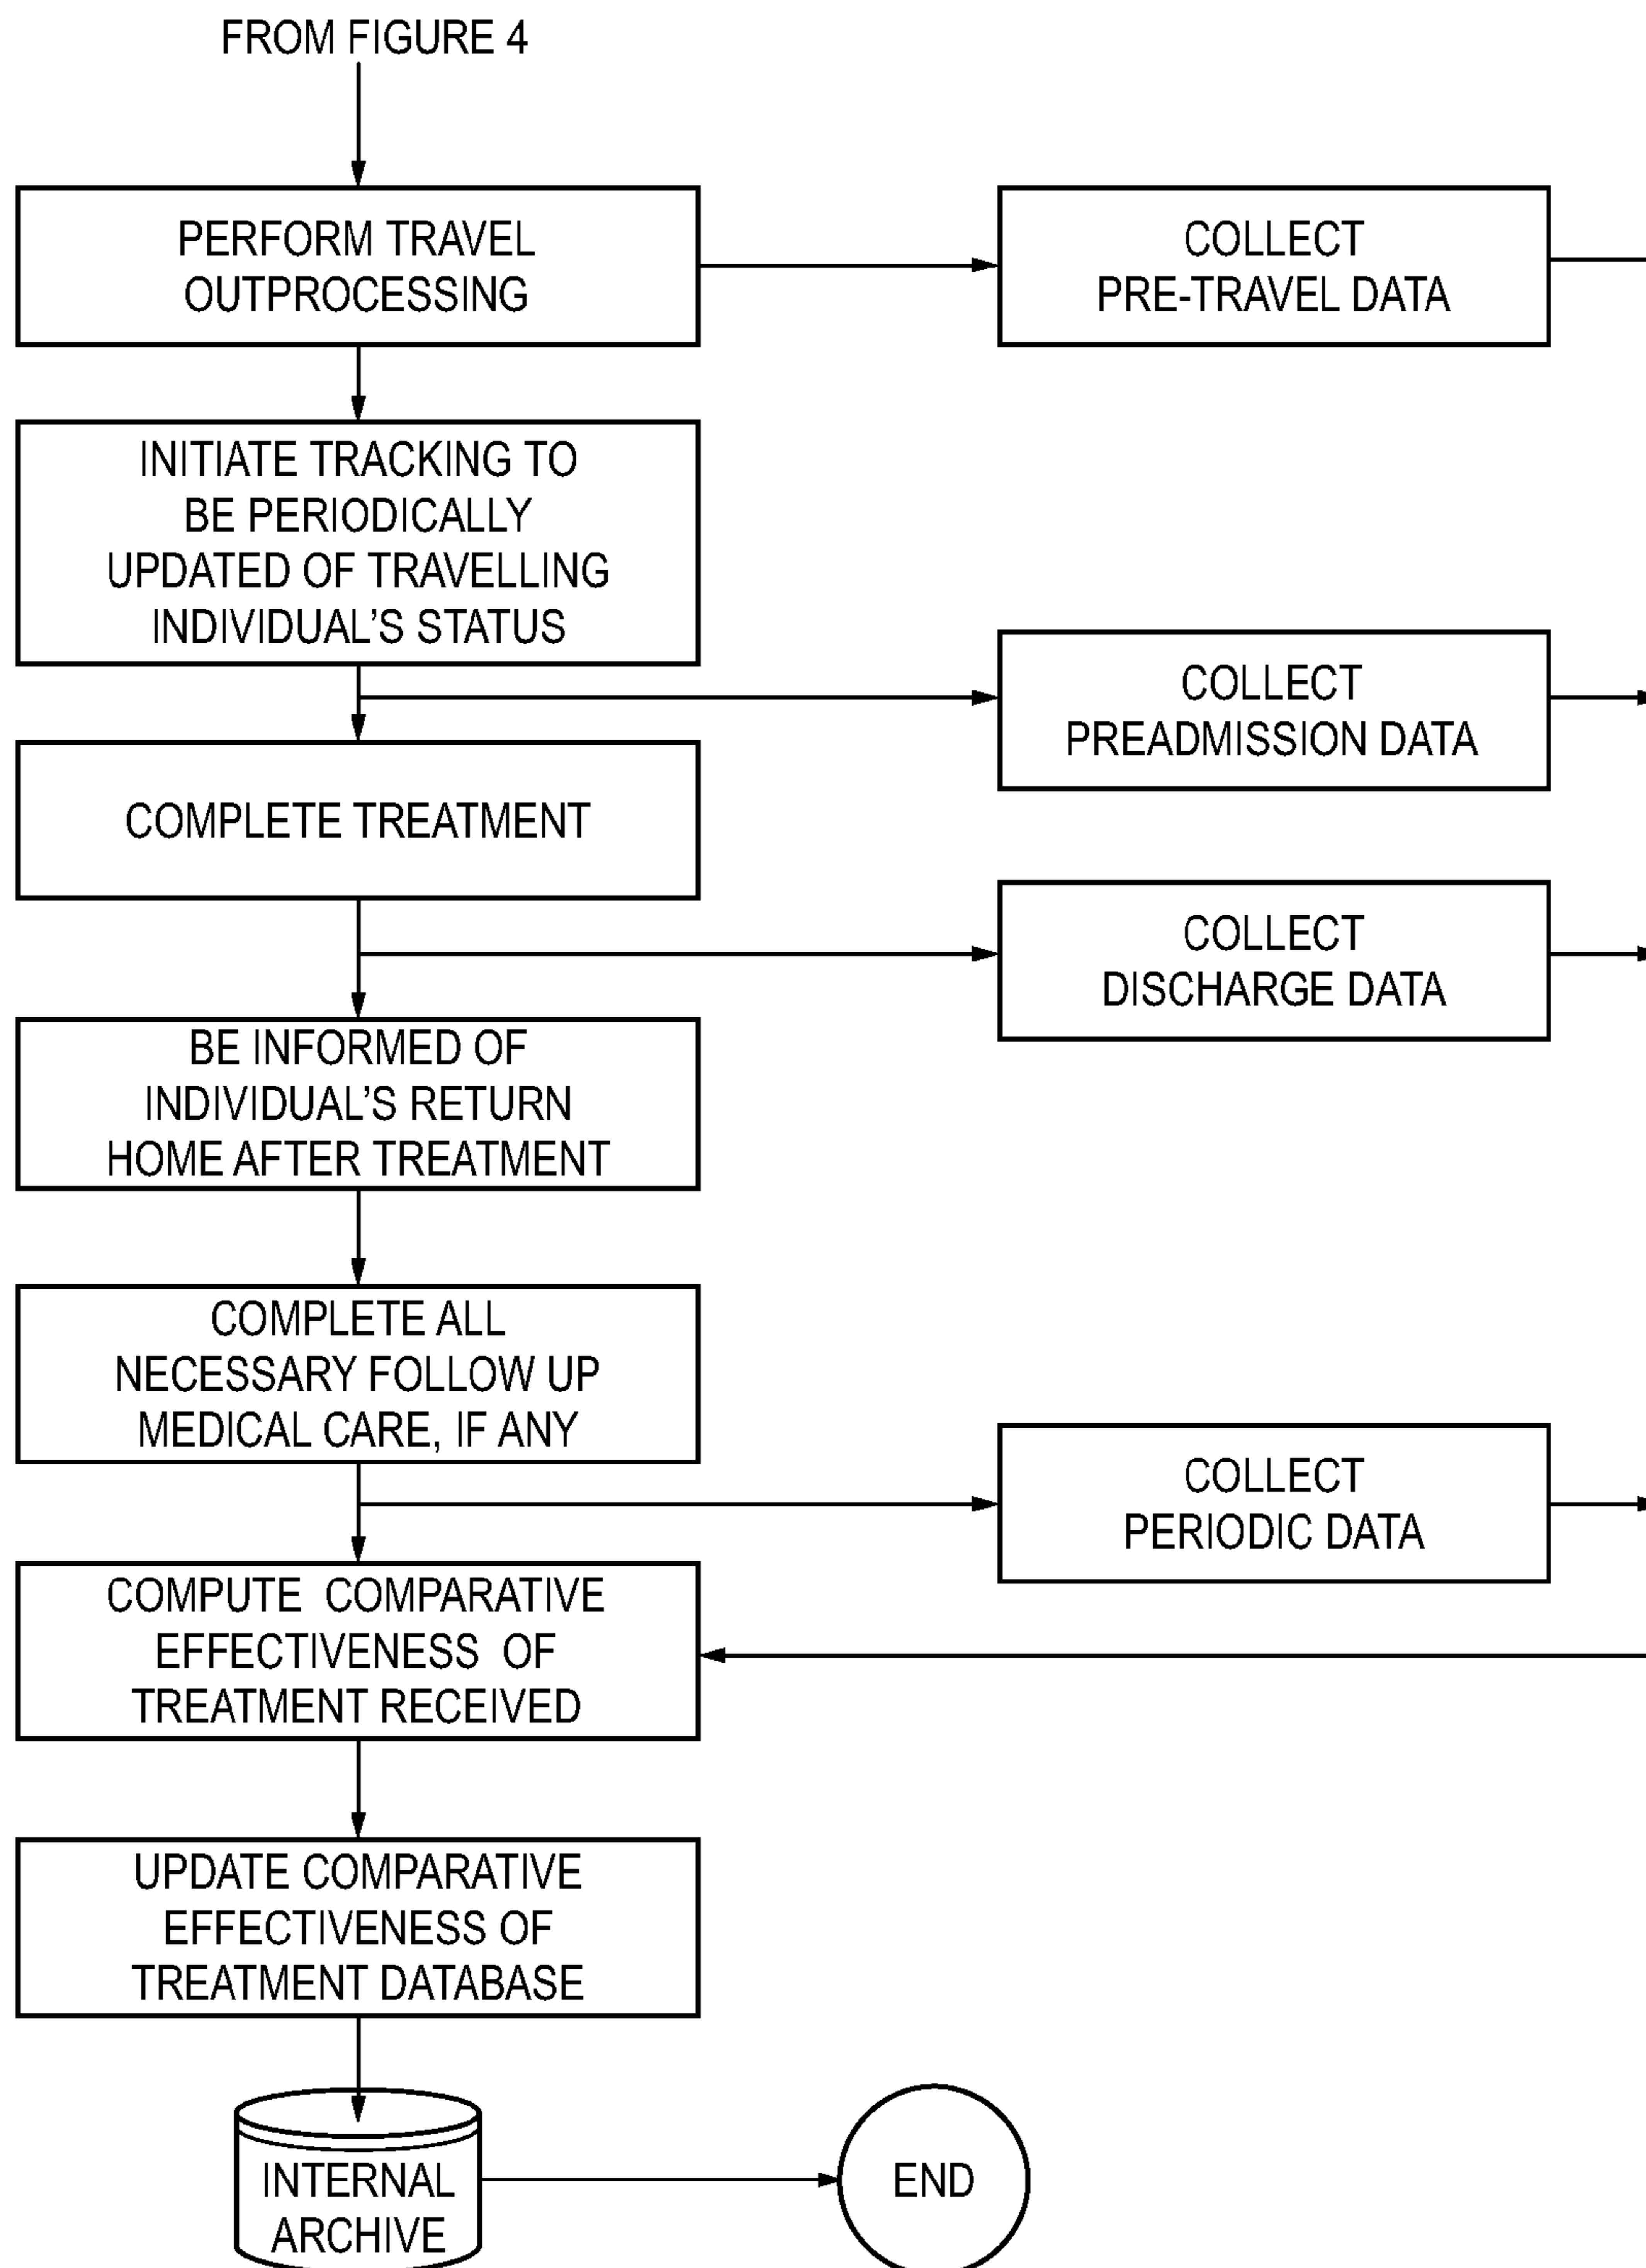 FROM FIGURE 4
PERFORM TRAVEL
OUTPROCESSING
COLLECT
PRE-TRAVEL DATA
INITIATE TRACKING TO
BE PERIODICALLY
UPDATED OF TRAVELLING
INDIVIDUAL’S STATUS
COLLECT
PREADMISSION DATA
COMPLETE TREATMENT
COLLECT
DISCHARGE DATA
BE INFORMED OF
INDIVIDUAL’S RETURN
HOME AFTER TREATMENT
COMPLETE ALL
NECESSARY FOLLOW UP
MEDICAL CARE, IF ANY
COLLECT
PERIODIC DATA
COMPUTE COMPARATIVE
EFFECTIVENESS OF
TREATMENT RECEIVED
UPDATE COMPARATIVE
EFFECTIVENESS OF
TREATMENT DATABASE
INTERNAL
ARCHIVE
END